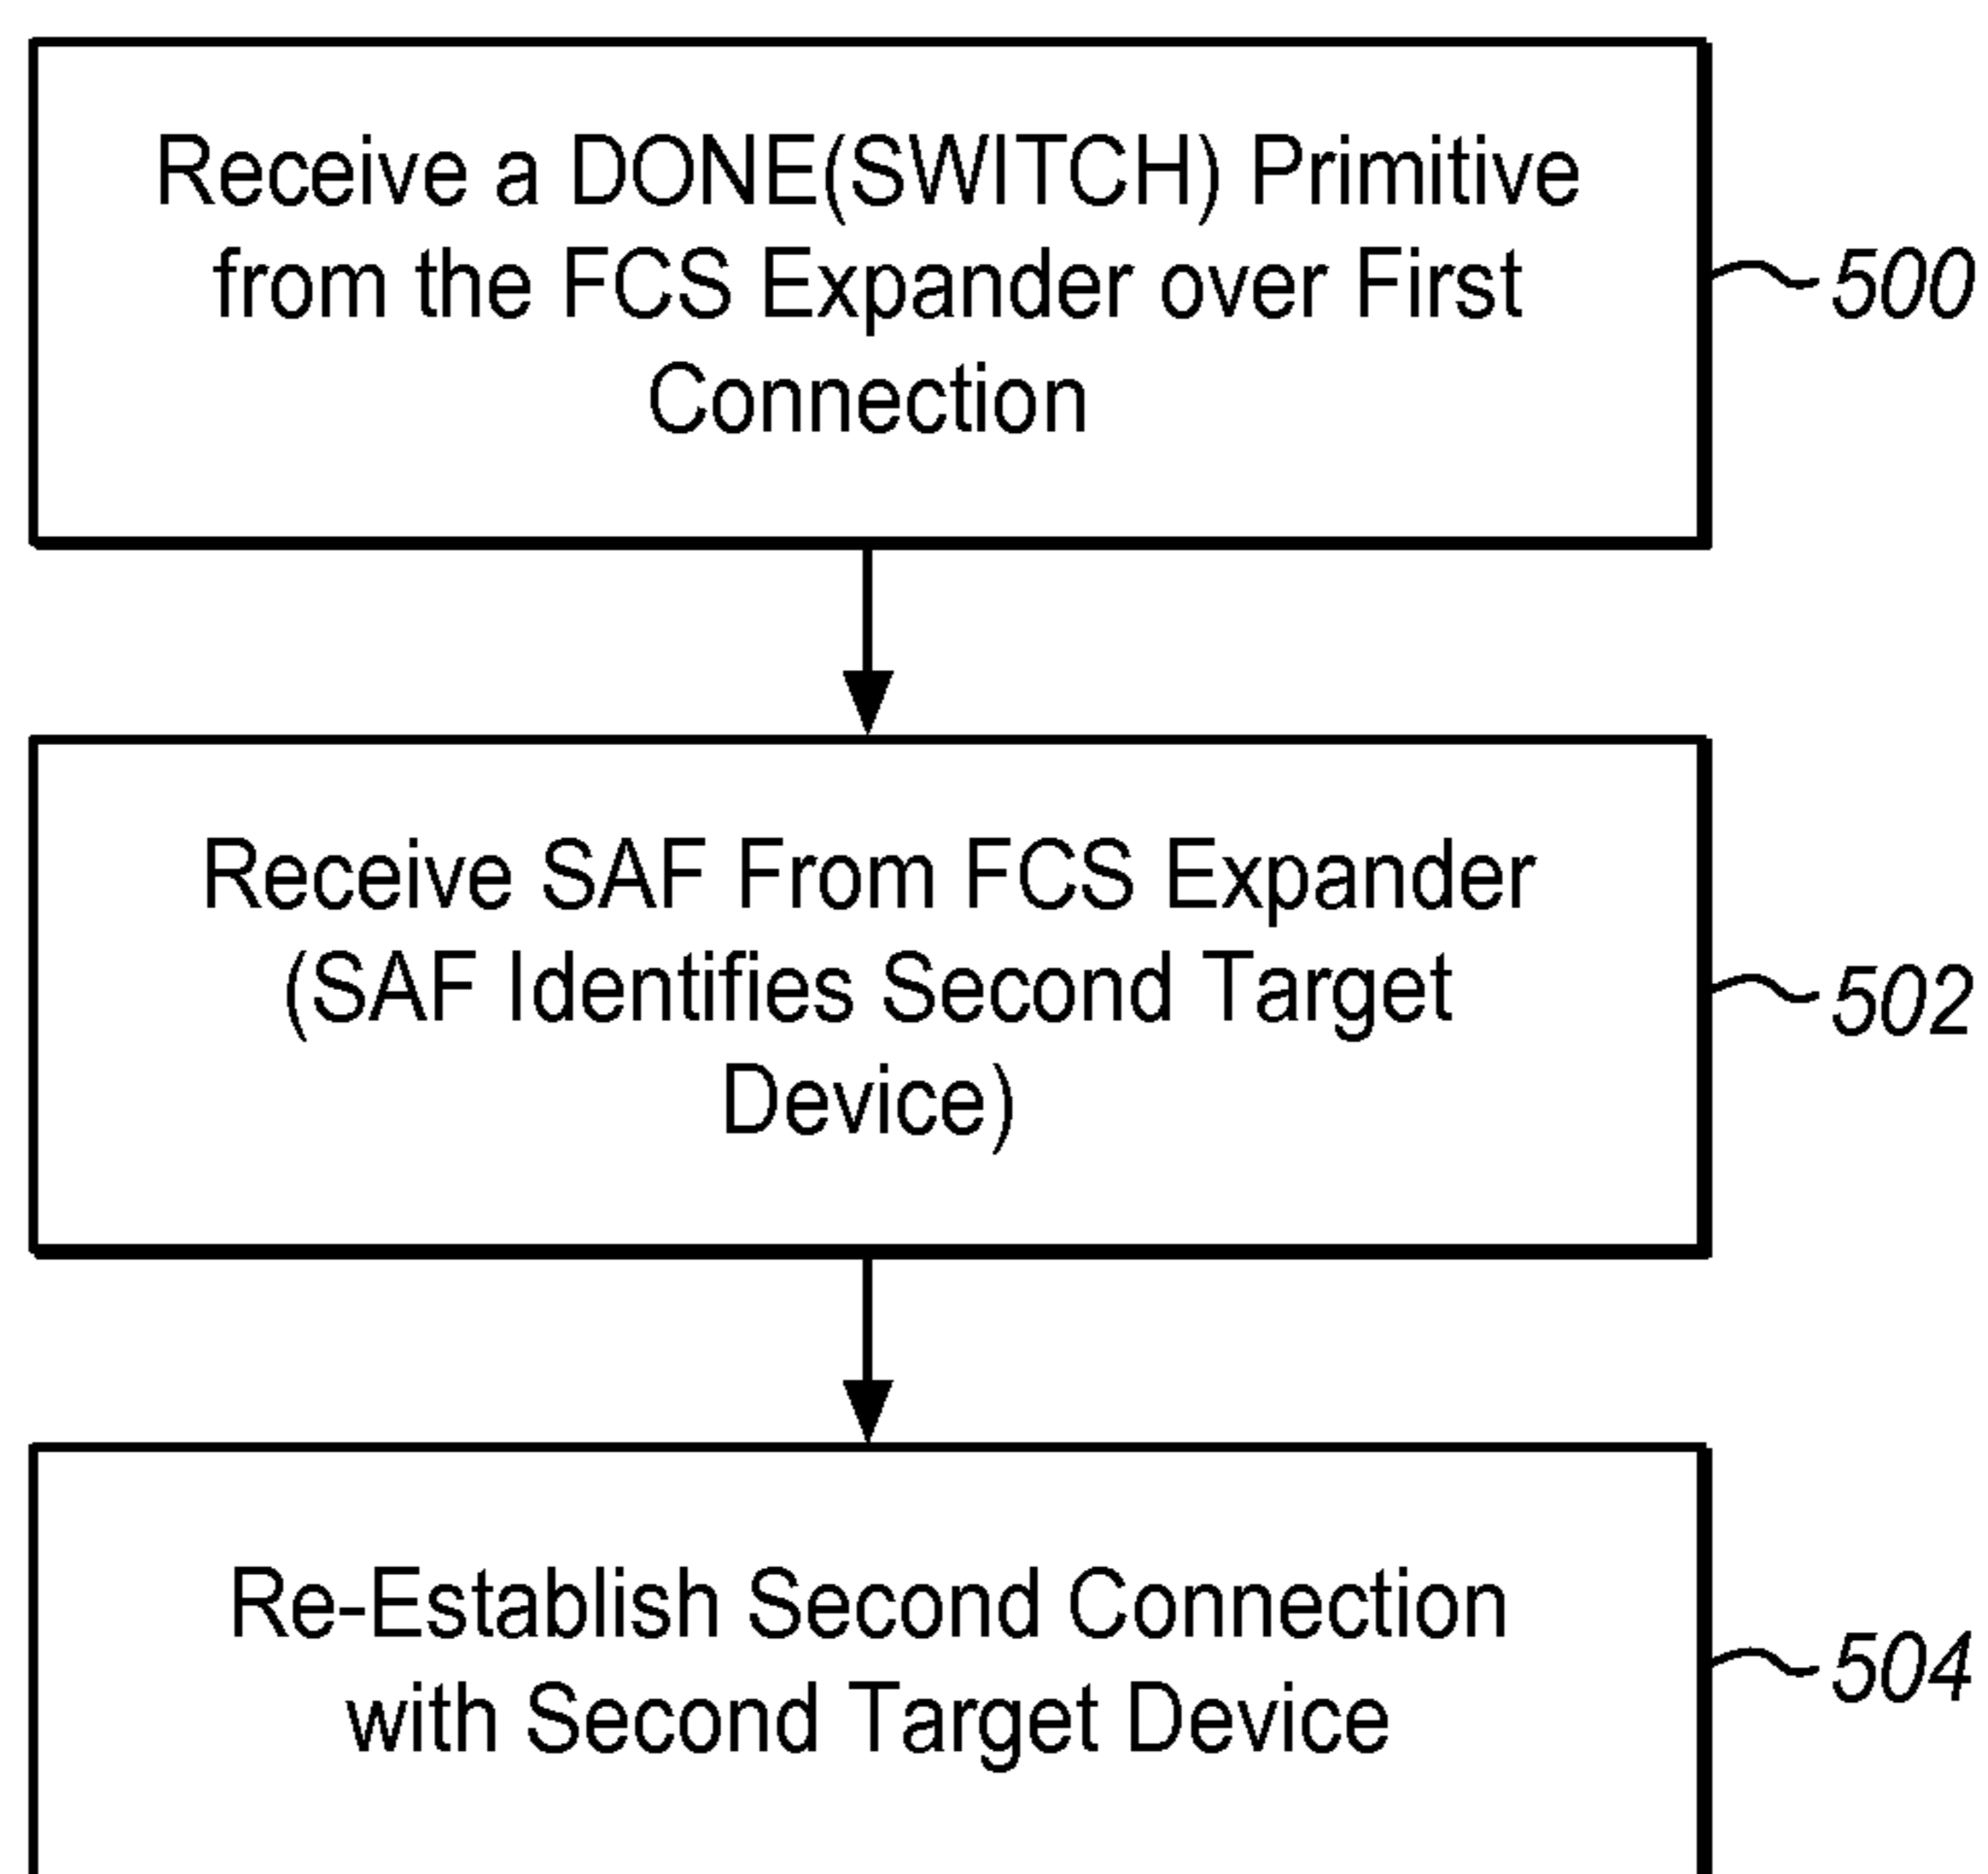 Receive a DONE(SWITCH) Primitive
from the FCS Expander over First
Connection
500
Receive SAF From FCS Expander
(SAF Identifies Second Target
Device)
502
Re-Establish Second Connection
with Second Target Device
504